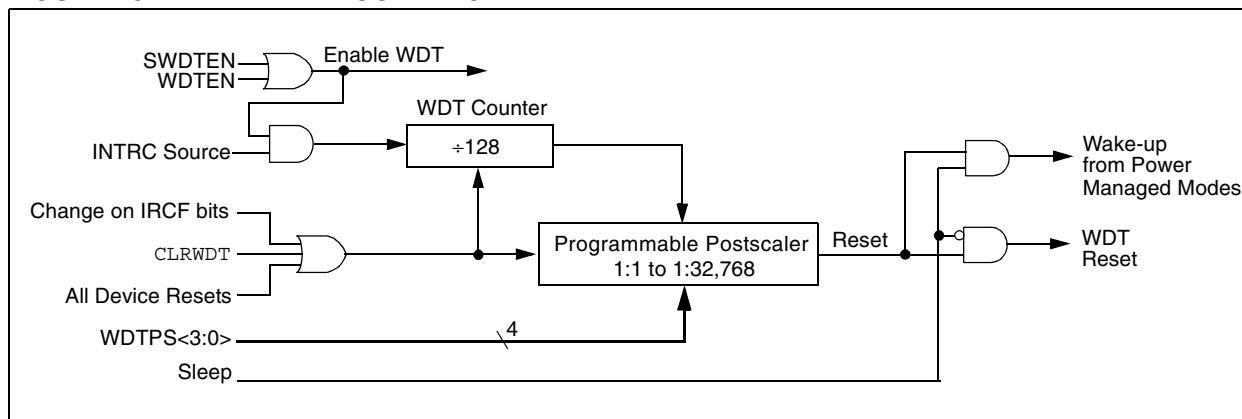 SWDTEN
WDTEN
Enable WDT
WDT Counter
INTRC Source
÷128
Wake-up
from Power
Managed Modes
Change on IRCF bits
CLRWDT
Programmable Postscaler
1:1 to 1:32,768
Reset
WDT
Reset
All Device Resets
WDTPS<3:0>
4
Sleep